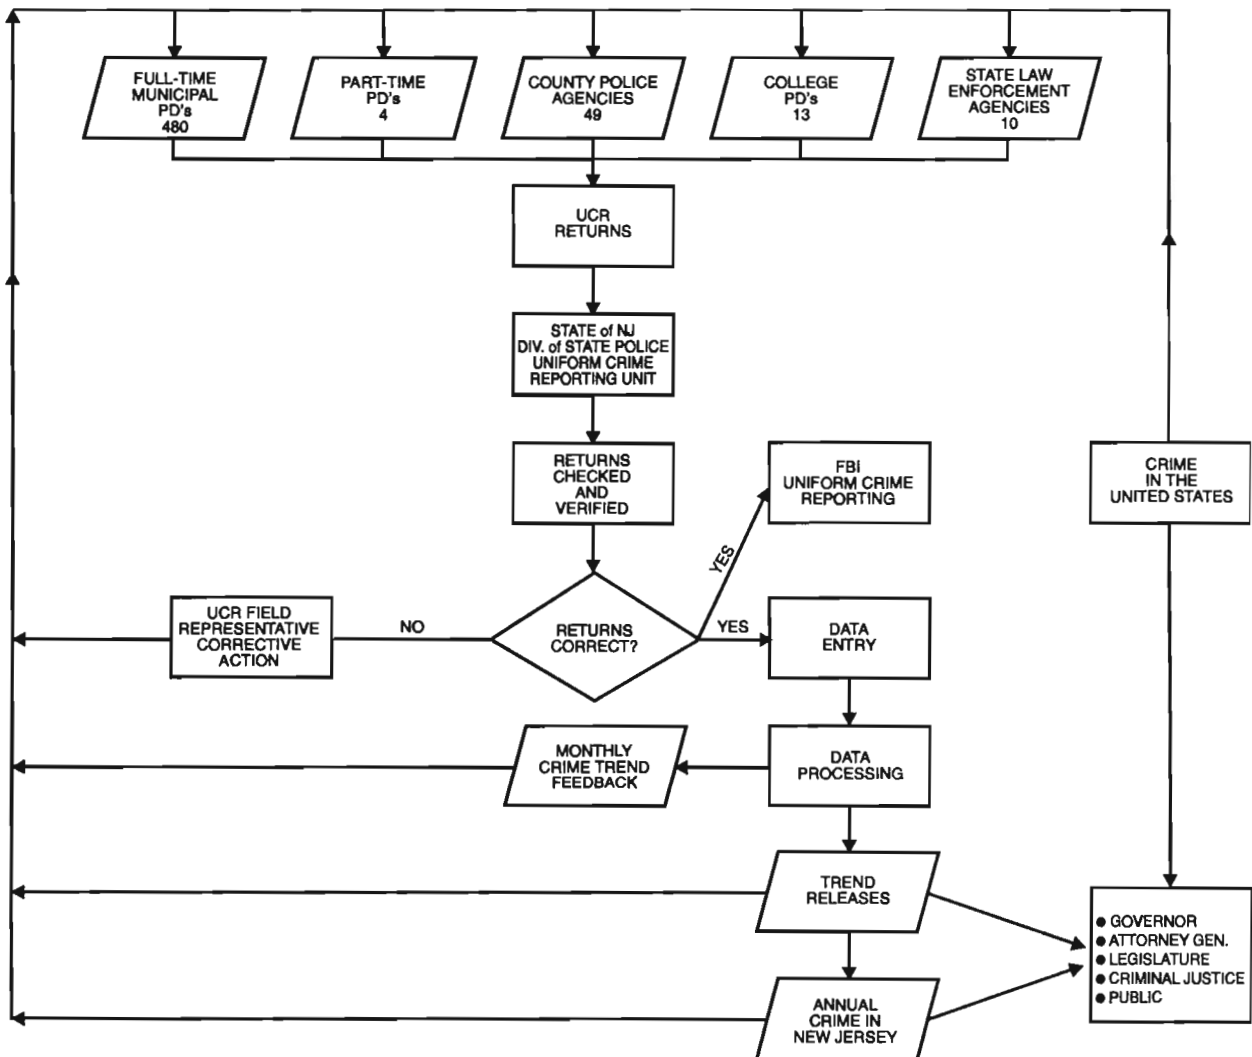 FULL-TIME
MUNICIPAL
PD's
480
PART-TIME
PD's
4
COUNTY POLICE
AGENCIES
49
COLLEGE
PD's
13
STATE LAW
ENFORCEMENT
AGENCIES
10
UCR
RETURNS
STATE of NJ
DIV. of STATE POLICE
UNIFORM CRIME
REPORTING UNIT
RETURNS
CHECKED
AND
VERIFIED
FBI
UNIFORM CRIME
REPORTING
CRIME
IN THE
UNITED STATES
YES
UCR FIELD
REPRESENTATIVE
CORRECTIVE
ACTION
NO
RETURNS
CORRECT?
YES
DATA
ENTRY
MONTHLY
CRIME TREND
FEEDBACK
DATA
PROCESSING
TREND
RELEASES
● GOVERNOR
● ATTORNEY GEN.
● LEGISLATURE
● CRIMINAL JUSTICE
● PUBLIC
ANNUAL
CRIME IN
NEW JERSEY